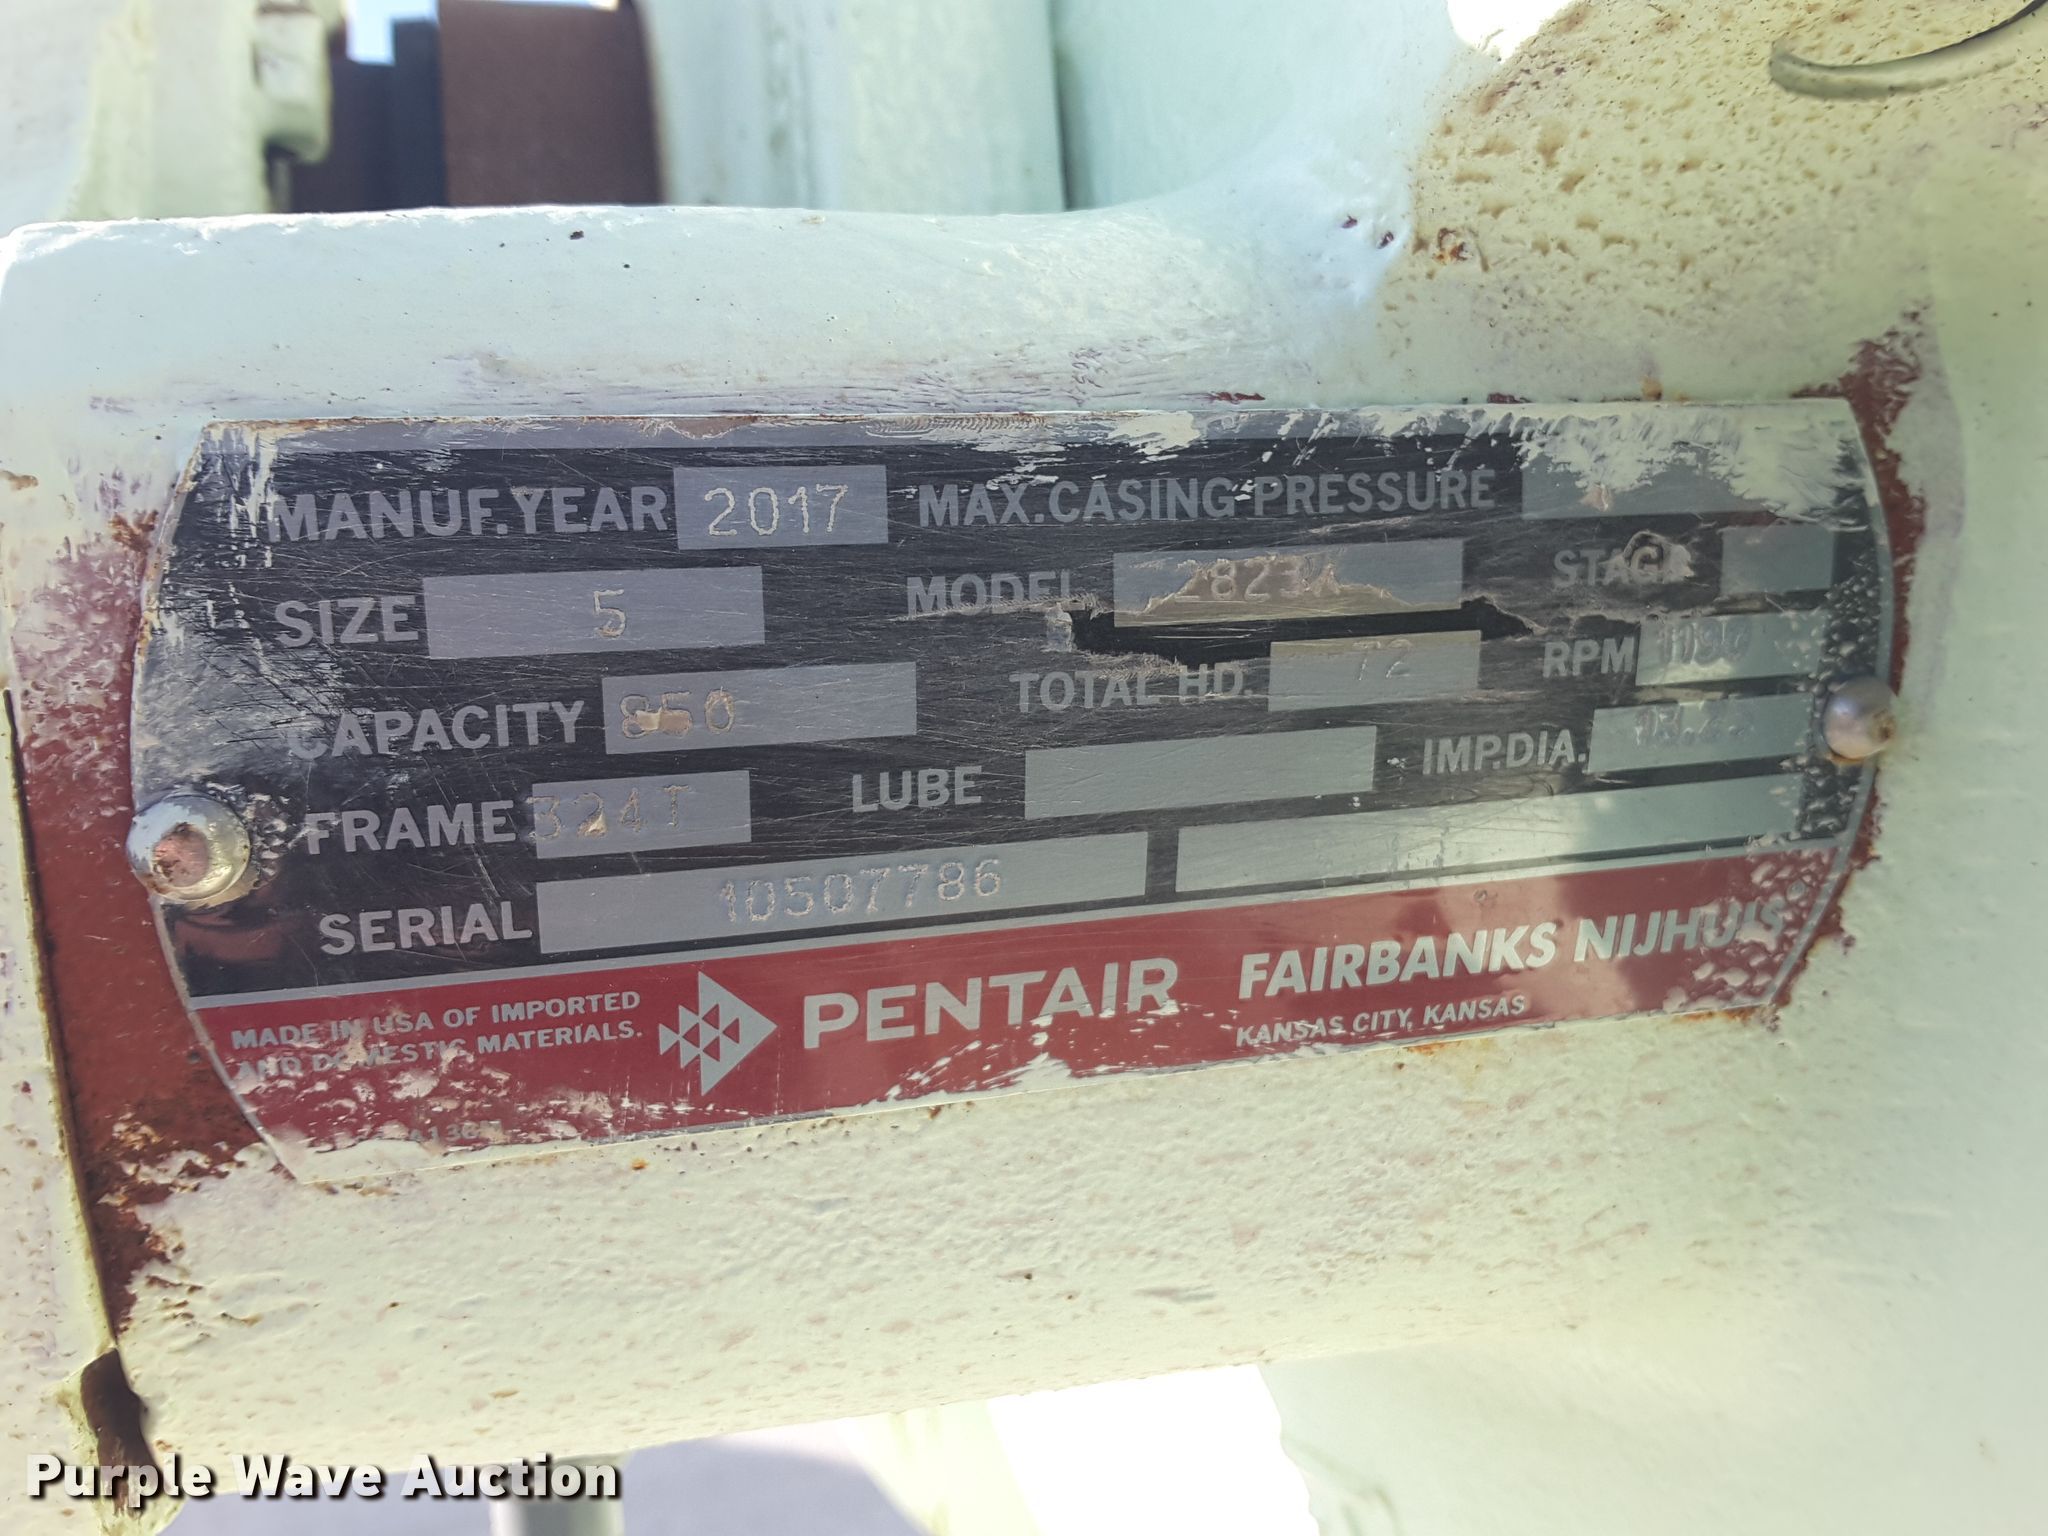 MANUF.YEAR 2017 MAX.CASING PRESSURE
SIZE 5 MODEL 2823A STAGE
CAPACITY 850 TOTAL HD. 72 RPM
FRAME 324T LUBE IMP.DIA.
SERIAL 10507786
MADE IN USA OF IMPORTED
AND DOMESTIC MATERIALS.
PENTAIR FAIRBANKS NIJHUIS
KANSAS CITY, KANSAS
Purple Wave Auction